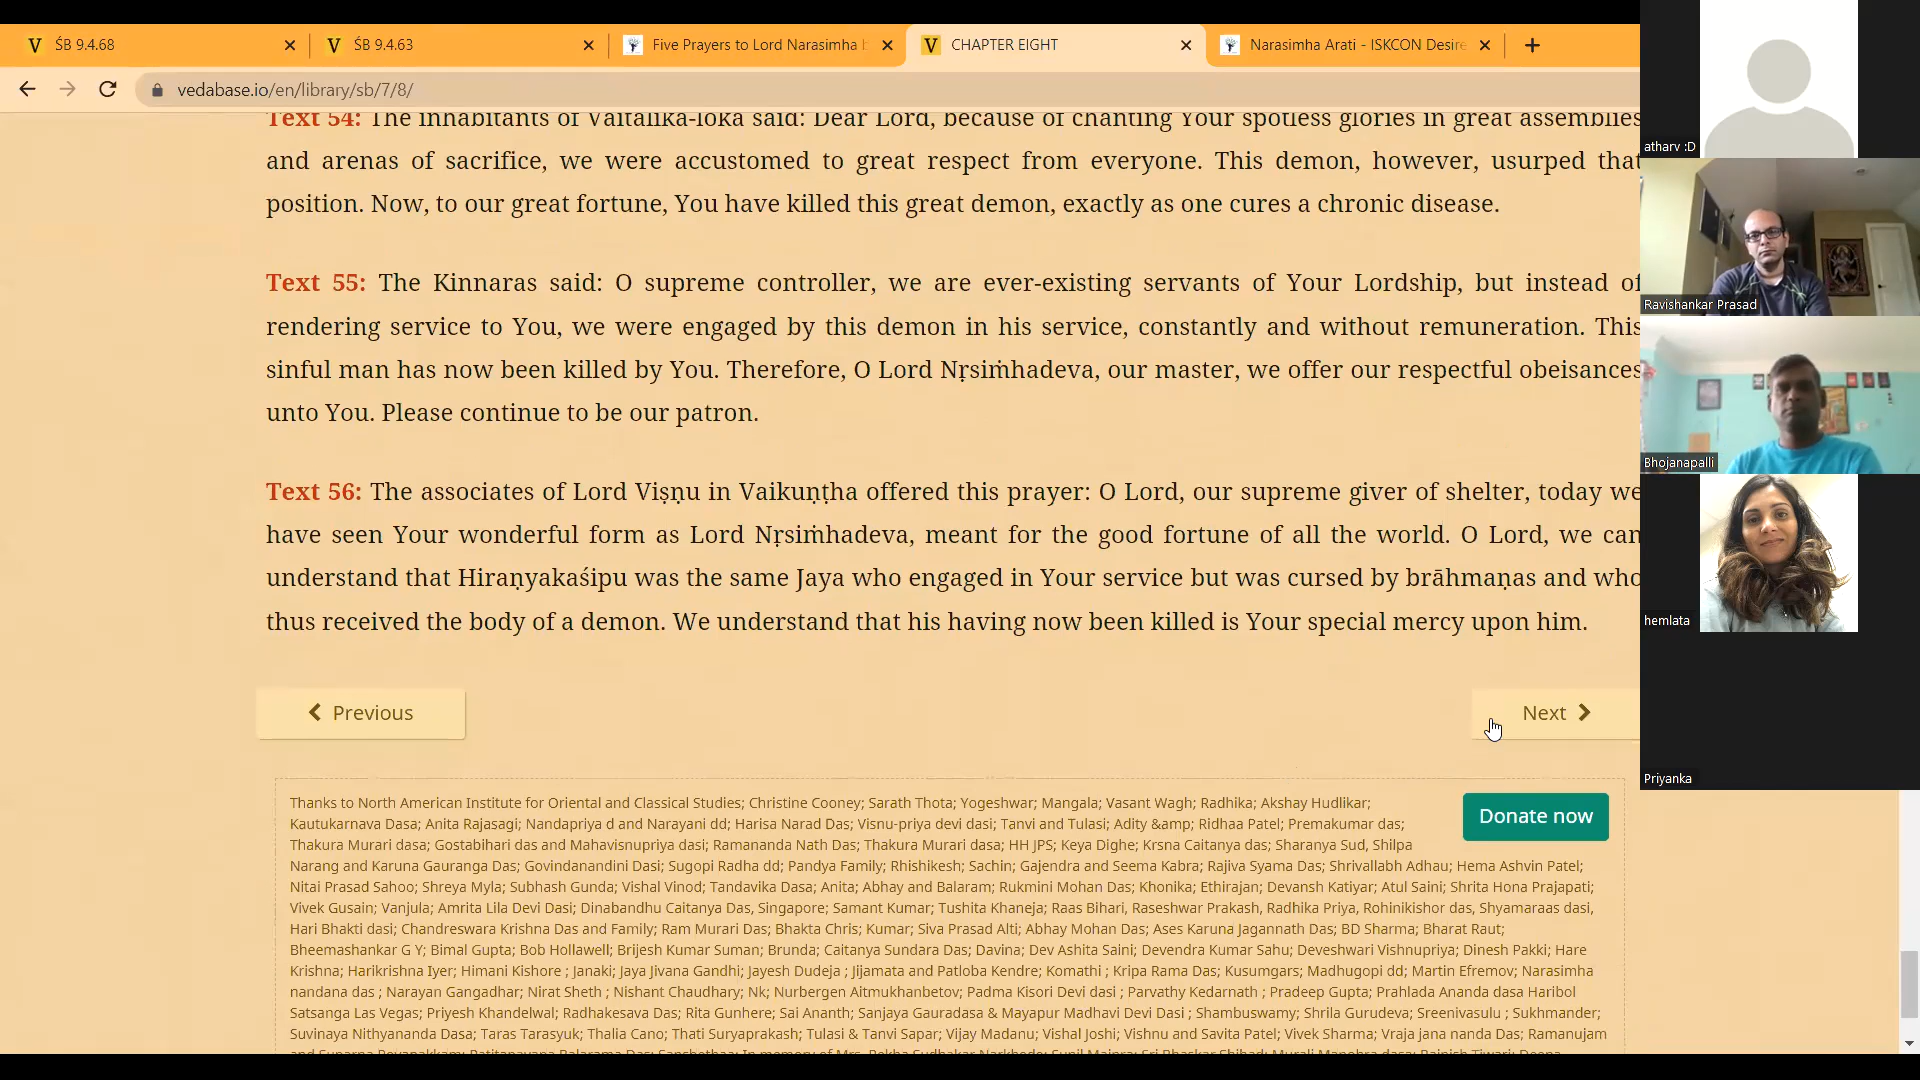 ŚB 9.4.68
ŚB 9.4.63
Five Prayers to Lord Narasimha
CHAPTER EIGHT
Narasimha Arati - ISKCON Desire
vedabase.io/en/library/sb/7/8/
Text 54: The inhabitants of Vaitālika-loka said: Dear Lord, because of chanting Your spotless glories in great assemblies
and arenas of sacrifice, we were accustomed to great respect from everyone. This demon, however, usurped that
position. Now, to our great fortune, You have killed this great demon, exactly as one cures a chronic disease.
Text 55: The Kinnaras said: O supreme controller, we are ever-existing servants of Your Lordship, but instead of
rendering service to You, we were engaged by this demon in his service, constantly and without remuneration. This
sinful man has now been killed by You. Therefore, O Lord Nṛsiṁhadeva, our master, we offer our respectful obeisances
unto You. Please continue to be our patron.
Text 56: The associates of Lord Viṣṇu in Vaikuṇṭha offered this prayer: O Lord, our supreme giver of shelter, today we
have seen Your wonderful form as Lord Nṛsiṁhadeva, meant for the good fortune of all the world. O Lord, we can
understand that Hiraṇyakaśipu was the same Jaya who engaged in Your service but was cursed by brāhmaṇas and who
thus received the body of a demon. We understand that his having now been killed is Your special mercy upon him.
Previous
Next
Donate now
Thanks to North American Institute for Oriental and Classical Studies; Christine Cooney; Sarath Thota; Yogeshwar; Mangala; Vasant Wagh; Radhika; Akshay Hudlikar;
Kautukarnava Dasa; Anita Rajasagi; Nandapriya d and Narayani dd; Harisa Narad Das; Visnu-priya devi dasi; Tanvi and Tulasi; Adity &amp; Ridhaa Patel; Premakumar das;
Thakura Murari dasa; Gostabihari das and Mahavisnupriya dasi; Ramananda Nath Das; Thakura Murari dasa; HH JPS; Keya Dighe; Krsna Caitanya das; Sharanya Sud, Shilpa
Narang and Karuna Gauranga Das; Govindanandini Dasi; Sugopi Radha dd; Pandya Family; Rhishikesh; Sachin; Gajendra and Seema Kabra; Rajiva Syama Das; Shrivallabh Adhau; Hema Ashvin Patel;
Nitai Prasad Sahoo; Shreya Myla; Subhash Gunda; Vishal Vinod; Tandavika Dasa; Anita; Abhay and Balaram; Rukmini Mohan Das; Khonika; Ethirajan; Devansh Katiyar; Atul Saini; Shrita Hona Prajapati;
Vivek Gusain; Vanjula; Amrita Lila Devi Dasi; Dinabandhu Caitanya Das, Singapore; Samant Kumar; Tushita Khaneja; Raas Bihari, Raseshwar Prakash, Radhika Priya, Rohinikishor das, Shyamaraas dasi,
Hari Bhakti dasi; Chandreswara Krishna Das and Family; Ram Murari Das; Bhakta Chris; Kumar; Siva Prasad Alti; Abhay Mohan Das; Ases Karuna Jagannath Das; BD Sharma; Bharat Raut;
Bheemashankar G Y; Bimal Gupta; Bob Hollawell; Brijesh Kumar Suman; Brunda; Caitanya Sundara Das; Davina; Dev Ashita Saini; Devendra Kumar Sahu; Deveshwari Vishnupriya; Dinesh Pakki; Hare
Krishna; Harikrishna Iyer; Himani Kishore ; Janaki; Jaya Jivana Gandhi; Jayesh Dudeja ; Jijamata and Patloba Kendre; Komathi ; Kripa Rama Das; Kusumgars; Madhugopi dd; Martin Efremov; Narasimha
nandana das ; Narayan Gangadhar; Nirat Sheth ; Nishant Chaudhary; Nk; Nurbergen Aitmukhanbetov; Padma Kisori Devi dasi ; Parvathy Kedarnath ; Pradeep Gupta; Prahlada Ananda dasa Haribol
Satsanga Las Vegas; Priyesh Khandelwal; Radhakesava Das; Rita Gunhere; Sai Ananth; Sanjaya Gauradasa & Mayapur Madhavi Devi Dasi ; Shambuswamy; Shrila Gurudeva; Sreenivasulu ; Sukhmander;
Suvinaya Nithyananda Dasa; Taras Tarasyuk; Thalia Cano; Thati Suryaprakash; Tulasi & Tanvi Sapar; Vijay Madanu; Vishal Joshi; Vishnu and Savita Patel; Vivek Sharma; Vraja jana nanda Das; Ramanujam
atharv :D
Ravishankar Prasad
Bhojanapalli
hemlata
Priyanka